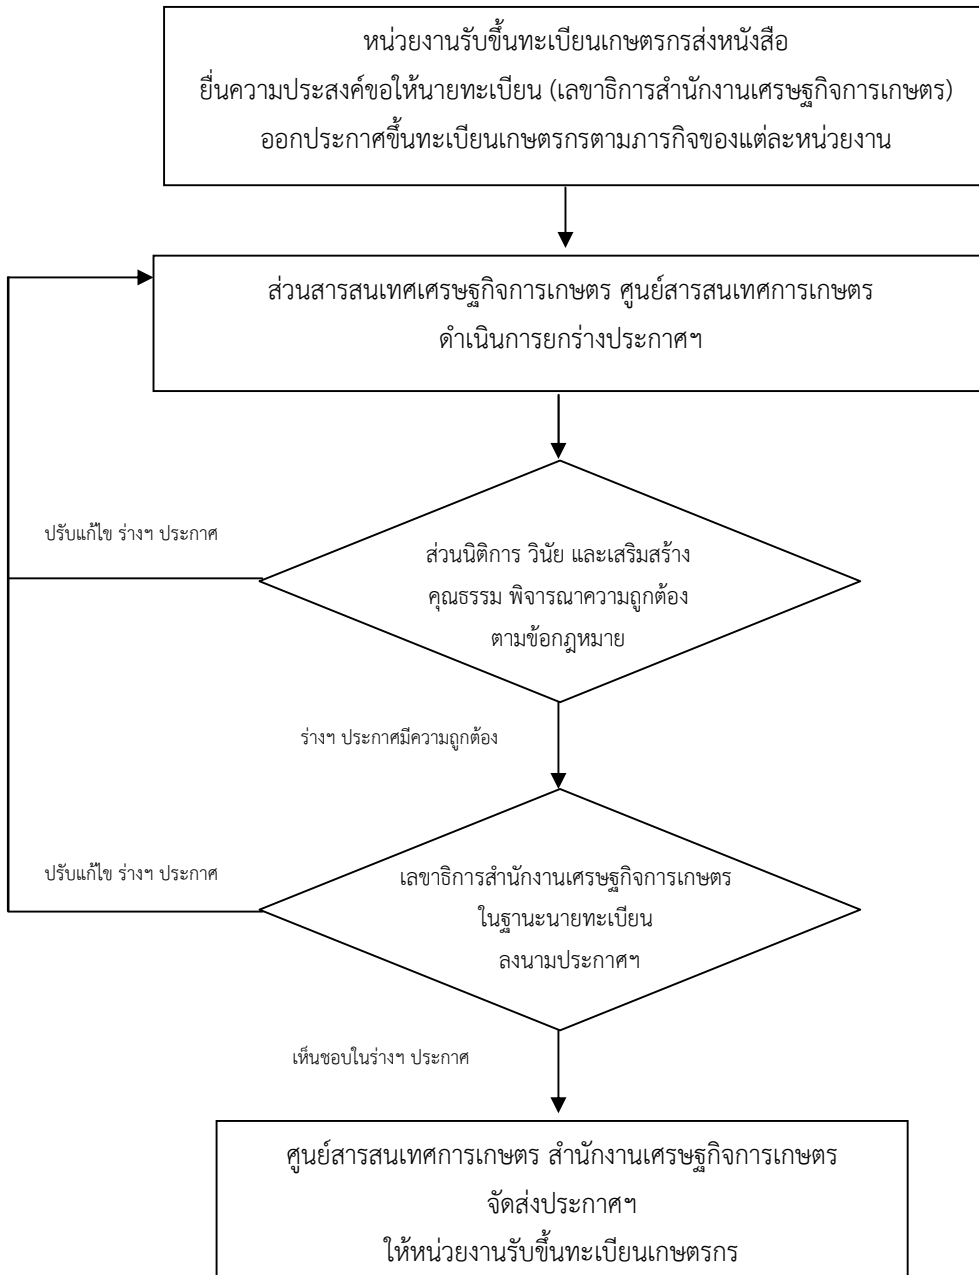 หน่วยงานรับขึ้นทะเบียนเกษตรกรส่งหนังสือ
ยื่นความประสงค์ขอให้นายทะเบียน (เลขาธิการสำนักงานเศรษฐกิจการเกษตร)
ออกประกาศขึ้นทะเบียนเกษตรกรตามภารกิจของแต่ละหน่วยงาน
ส่วนสารสนเทศเศรษฐกิจการเกษตร ศูนย์สารสนเทศการเกษตร
ดำเนินการยกร่างประกาศฯ
ปรับแก้ไข ร่างฯ ประกาศ
ส่วนนิติการ วินัย และเสริมสร้าง
คุณธรรม พิจารณาความถูกต้อง
ตามข้อกฎหมาย
ร่างฯ ประกาศมีความถูกต้อง
ปรับแก้ไข ร่างฯ ประกาศ
เลขาธิการสำนักงานเศรษฐกิจการเกษตร
ในฐานะนายทะเบียน
ลงนามประกาศฯ
เห็นชอบในร่างฯ ประกาศ
ศูนย์สารสนเทศการเกษตร สำนักงานเศรษฐกิจการเกษตร
จัดส่งประกาศฯ
ให้หน่วยงานรับขึ้นทะเบียนเกษตรกร